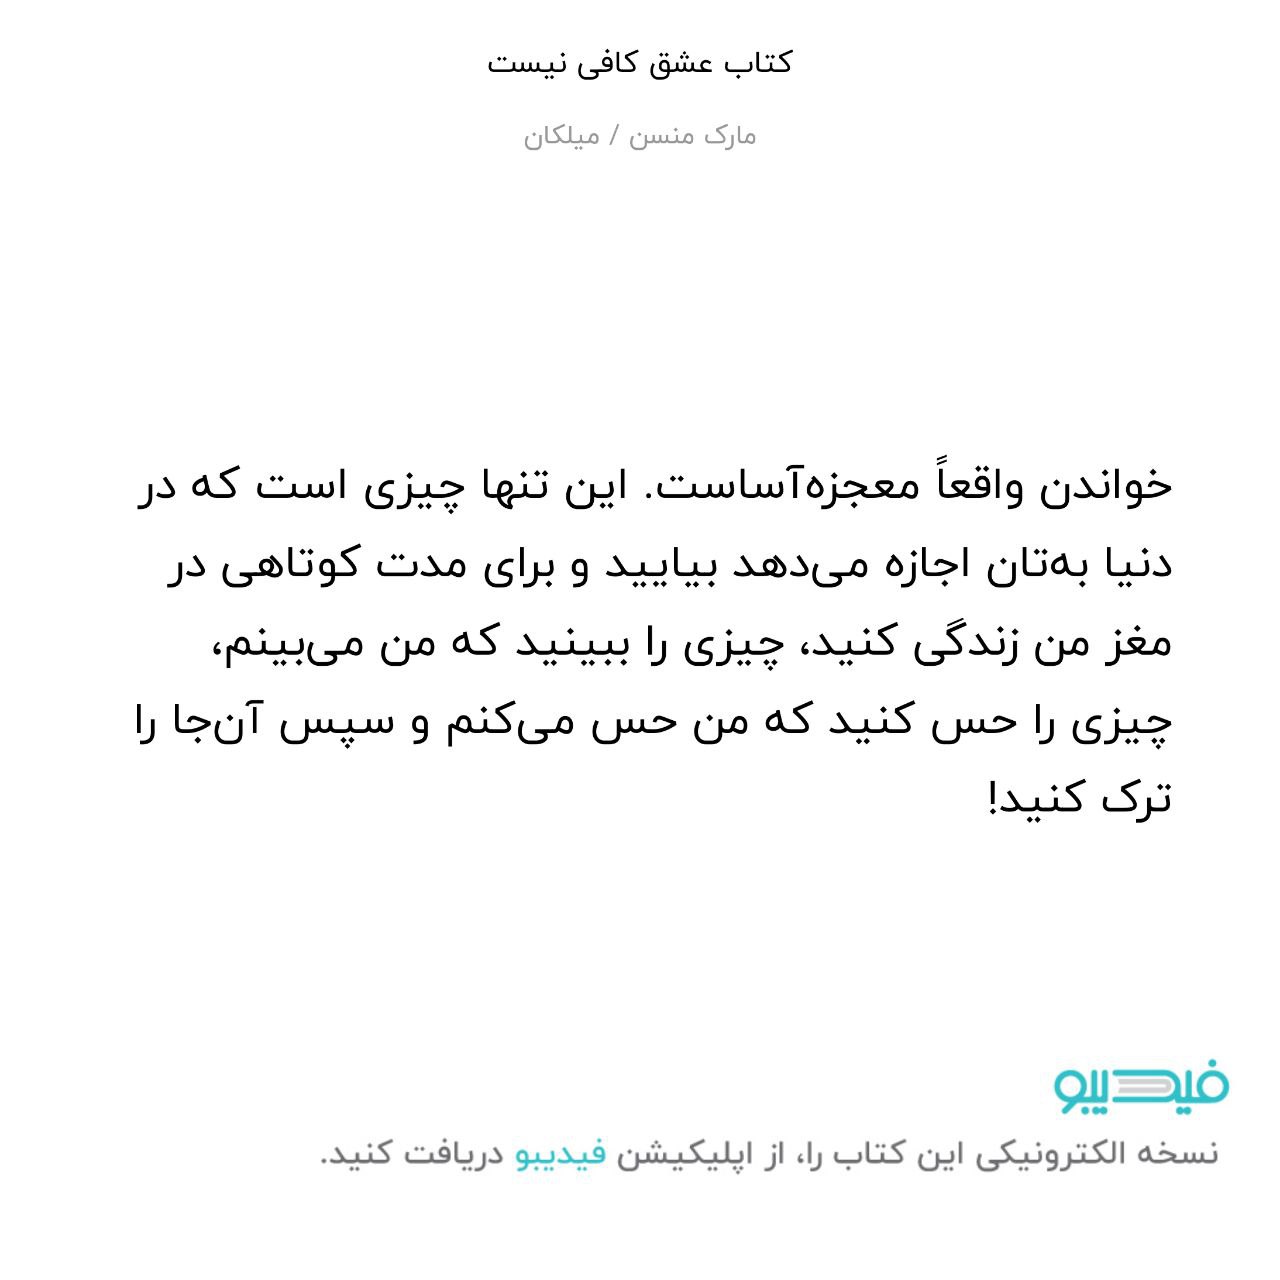 کتاب عشق کافی نیست
مارک منسن / میلکان
خواندن واقعاً معجزه‌آساست. این تنها چیزی است که در
دنیا به‌تان اجازه می‌دهد بیایید و برای مدت کوتاهی در
مغز من زندگی کنید، چیزی را ببینید که من می‌بینم،
چیزی را حس کنید که من حس می‌کنم و سپس آن‌جا را
ترک کنید!
فیدیبو
نسخه الکترونیکی این کتاب را، از اپلیکیشن فیدیبو دریافت کنید.